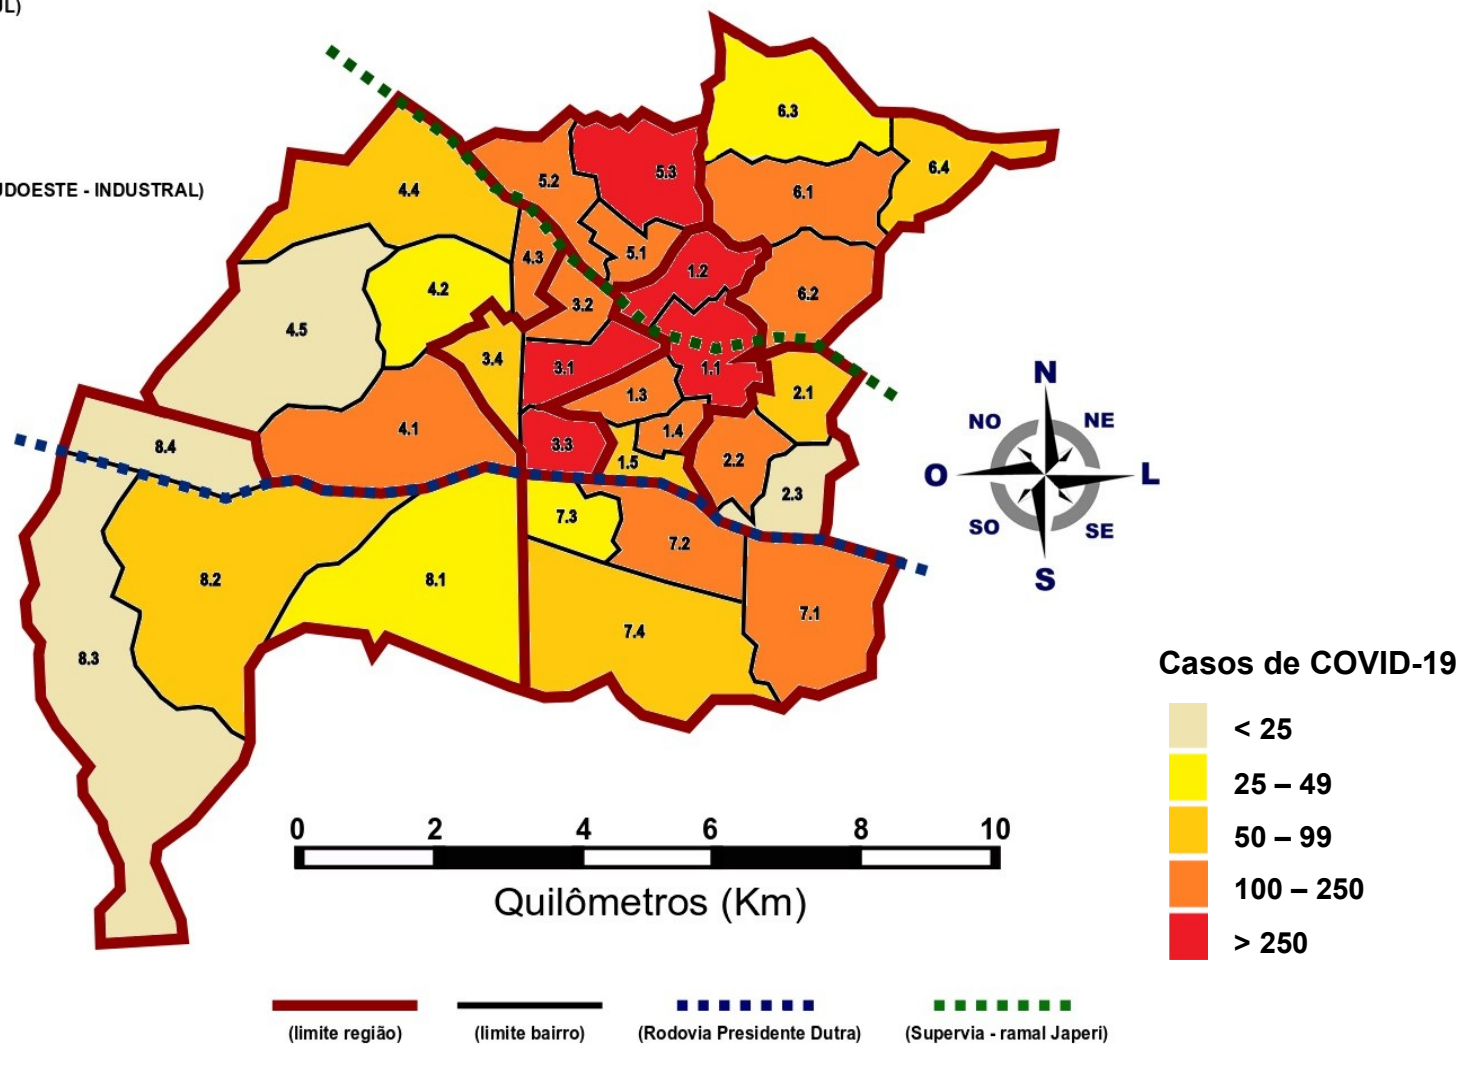 UL)
UDOESTE - INDUSTRAL)
6.3
6.4
5.3
5.2
4.4
6.1
5.1
4.3
1.2
4.2
6.2
3.2
4.5
3.4
3.1
1.1
1.3
2.1
4.1
1.4
3.3
8.4
1.5
2.2
2.3
7.3
7.2
8.2
8.1
7.1
7.4
8.3
N
NO
NE
O
L
SO
SE
S
Casos de COVID-19
< 25
25 – 49
50 – 99
100 – 250
> 250
0 2 4 6 8 10
Quilômetros (Km)
(limite região) (limite bairro) (Rodovia Presidente Dutra) (Supervia - ramal Japeri)